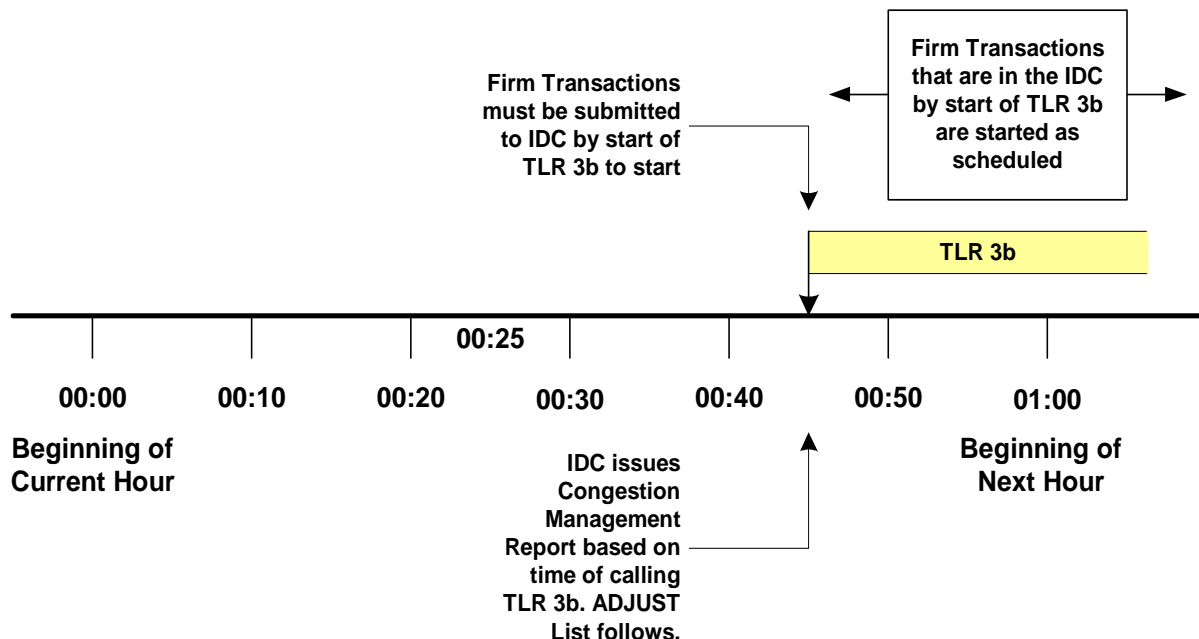 Firm Transactions
must be submitted
to IDC by start of
TLR 3b to start
Firm Transactions
that are in the IDC
by start of TLR 3b
are started as
scheduled
TLR 3b
00:25
00:00
00:10
00:20
00:30
00:40
00:50
01:00
Beginning of
Current Hour
IDC issues
Congestion
Management
Report based on
time of calling
TLR 3b. ADJUST
List follows.
Beginning of
Next Hour